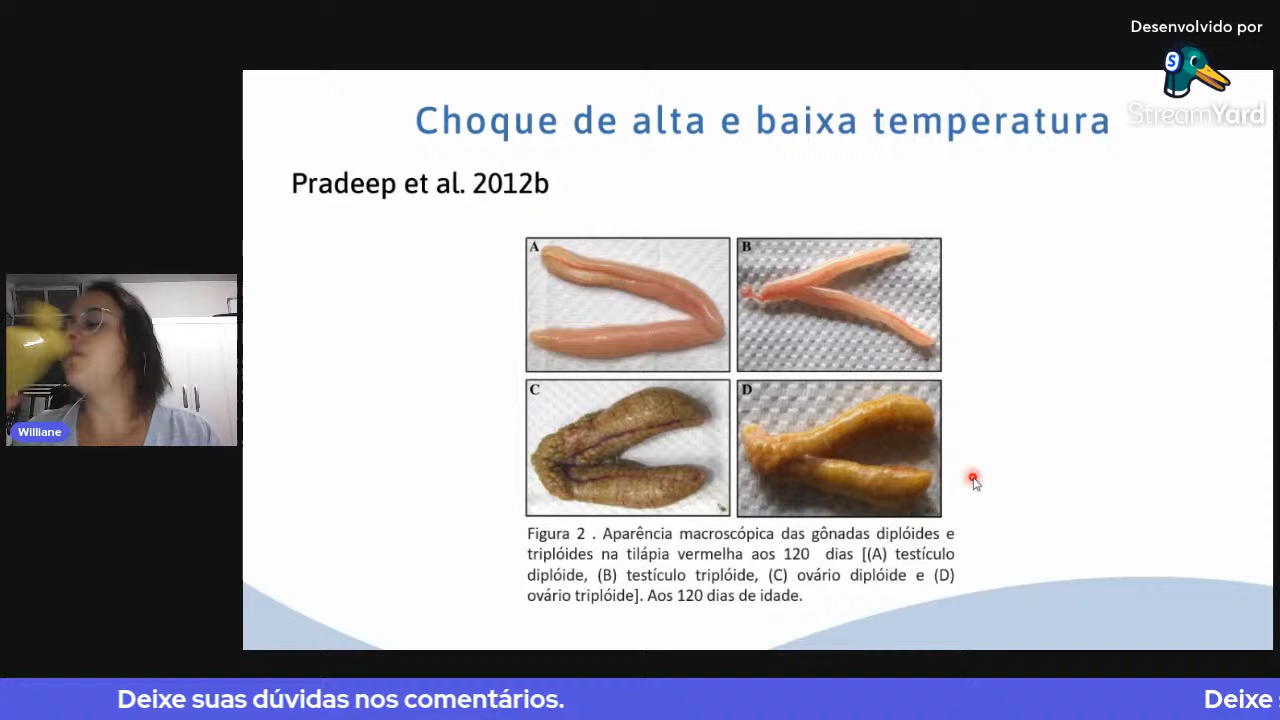 Desenvolvido por
S
StreamYard
Choque de alta e baixa temperatura
Pradeep et al. 2012b
A
B
C
D
Figura 2 . Aparência macroscópica das gônadas diplóides e
triplóides na tilápia vermelha aos 120 dias [(A) testículo
diplóide, (B) testículo triplóide, (C) ovário diplóide e (D)
ovário triplóide]. Aos 120 dias de idade.
Williane
Deixe suas dúvidas nos comentários.
Deixe